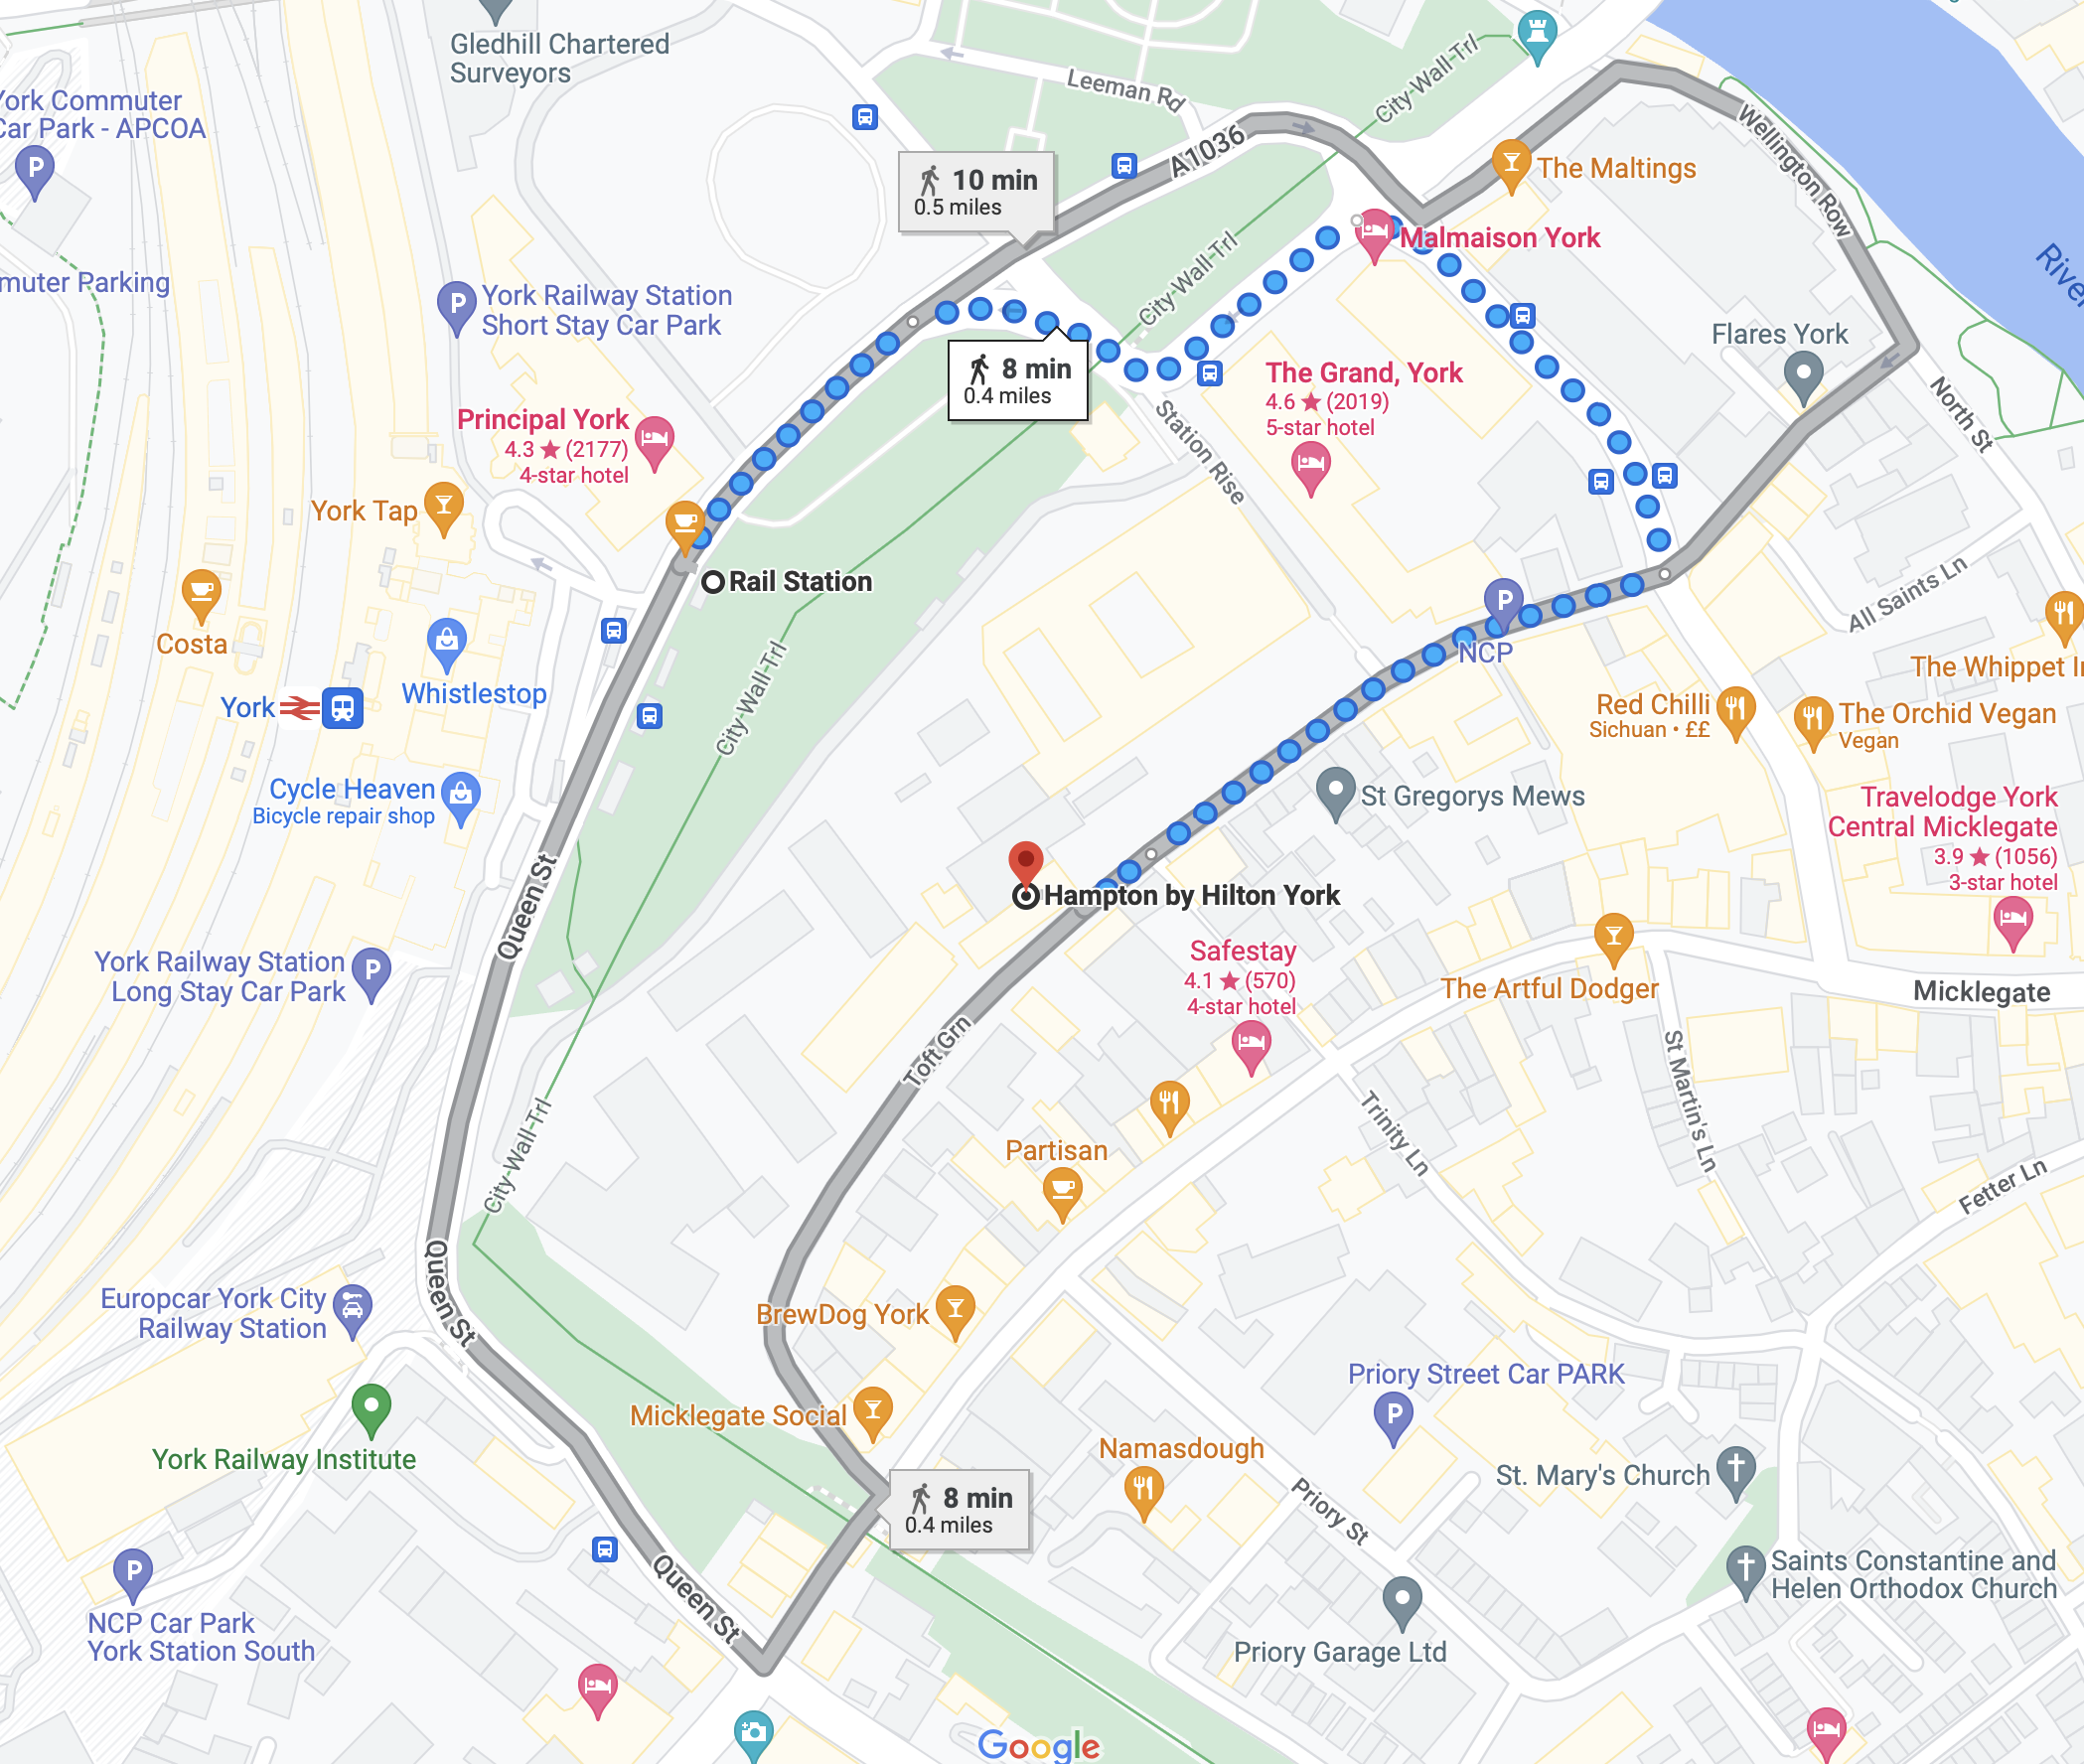 Gledhill Chartered
Surveyors
York Commuter
Car Park - APCOA
Leeman Rd
City Wall Trl
A1036
10 min
0.5 miles
The Maltings
Wellington Row
River
muter Parking
York Railway Station
Short Stay Car Park
Malmaison York
City Wall Trl
Flares York
8 min
0.4 miles
The Grand, York
4.6 ★ (2019)
5-star hotel
Principal York
4.3 ★ (2177)
4-star hotel
Station Rise
North St
York Tap
Rail Station
All Saints Ln
Costa
P
NCP
The Whippet In
York
Whistlestop
City Wall Trl
Red Chilli
Sichuan • ££
The Orchid Vegan
Vegan
Cycle Heaven
Bicycle repair shop
St Gregorys Mews
Travelodge York
Central Micklegate
3.9 ★ (1056)
3-star hotel
Queen St
Hampton by Hilton York
York Railway Station
Long Stay Car Park
Safestay
4.1 ★ (570)
4-star hotel
The Artful Dodger
Micklegate
Toft Grn
St Martin's Ln
Trinity Ln
City Wall Trl
Partisan
Fetter Ln
Queen St
Europcar York City
Railway Station
BrewDog York
Priory Street Car PARK
Micklegate Social
York Railway Institute
Namasdough
St. Mary's Church
8 min
0.4 miles
Priory St
Queen St
Saints Constantine and
Helen Orthodox Church
NCP Car Park
York Station South
Priory Garage Ltd
Google